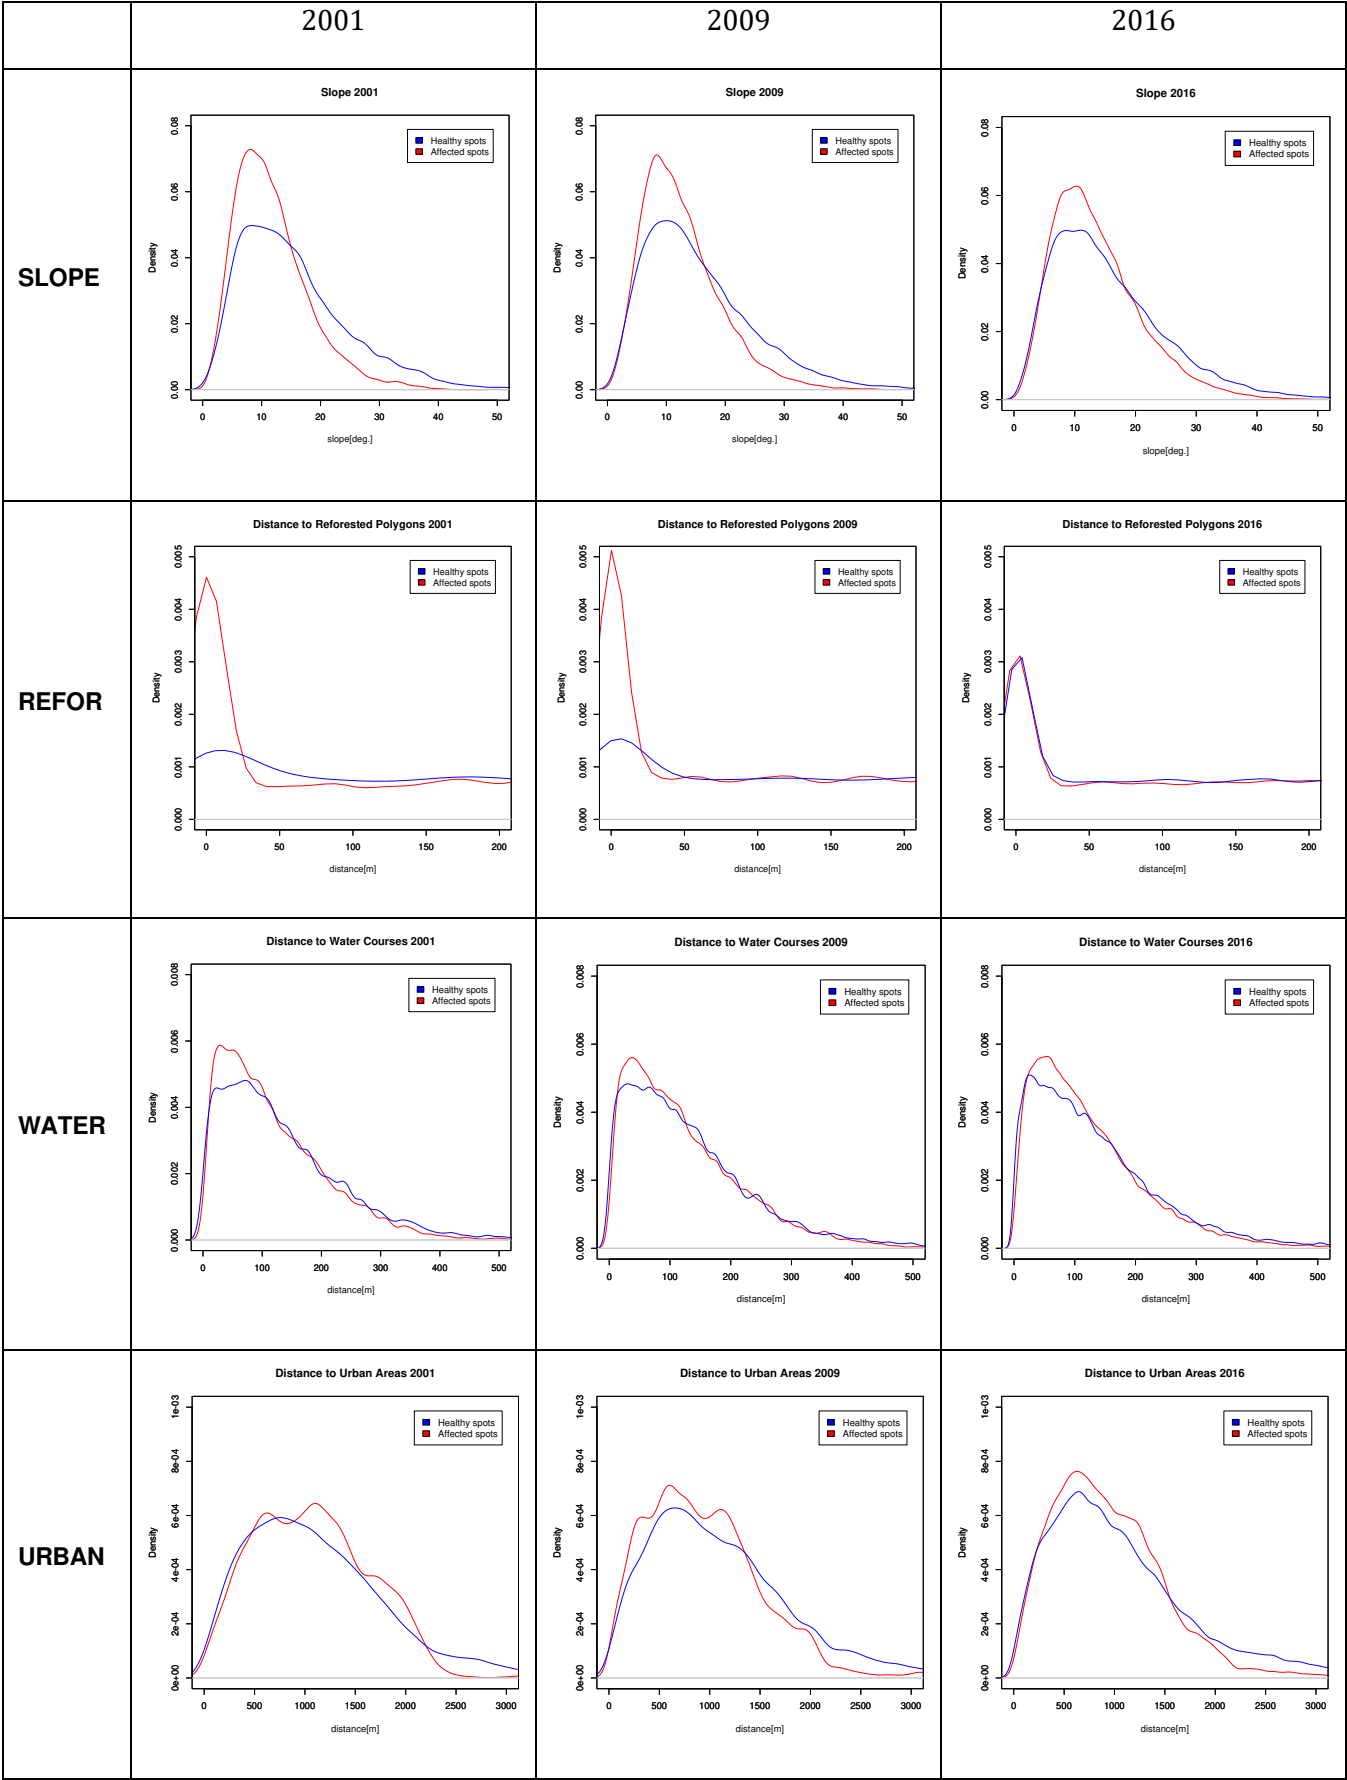 2001 2009 2016
SLOPE
Slope 2001
Healthy spots
Affected spots
Density
0.00 0.02 0.04 0.06 0.08
0 10 20 30 40 50
slope[deg.]
Slope 2009
Healthy spots
Affected spots
Density
0.00 0.02 0.04 0.06 0.08
0 10 20 30 40 50
slope[deg.]
Slope 2016
Healthy spots
Affected spots
Density
0.00 0.02 0.04 0.06 0.08
0 10 20 30 40 50
slope[deg.]
REFOR
Distance to Reforested Polygons 2001
Healthy spots
Affected spots
Density
0.000 0.001 0.002 0.003 0.004 0.005
0 50 100 150 200
distance[m]
Distance to Reforested Polygons 2009
Healthy spots
Affected spots
Density
0.000 0.001 0.002 0.003 0.004 0.005
0 50 100 150 200
distance[m]
Distance to Reforested Polygons 2016
Healthy spots
Affected spots
Density
0.000 0.001 0.002 0.003 0.004 0.005
0 50 100 150 200
distance[m]
WATER
Distance to Water Courses 2001
Healthy spots
Affected spots
Density
0.000 0.002 0.004 0.006 0.008
0 100 200 300 400 500
distance[m]
Distance to Water Courses 2009
Healthy spots
Affected spots
Density
0.000 0.002 0.004 0.006 0.008
0 100 200 300 400 500
distance[m]
Distance to Water Courses 2016
Healthy spots
Affected spots
Density
0.000 0.002 0.004 0.006 0.008
0 100 200 300 400 500
distance[m]
URBAN
Distance to Urban Areas 2001
Healthy spots
Affected spots
Density
0e+00 2e-04 4e-04 6e-04 8e-04 1e-03
0 500 1000 1500 2000 2500 3000
distance[m]
Distance to Urban Areas 2009
Healthy spots
Affected spots
Density
0e+00 2e-04 4e-04 6e-04 8e-04 1e-03
0 500 1000 1500 2000 2500 3000
distance[m]
Distance to Urban Areas 2016
Healthy spots
Affected spots
Density
0e+00 2e-04 4e-04 6e-04 8e-04 1e-03
0 500 1000 1500 2000 2500 3000
distance[m]